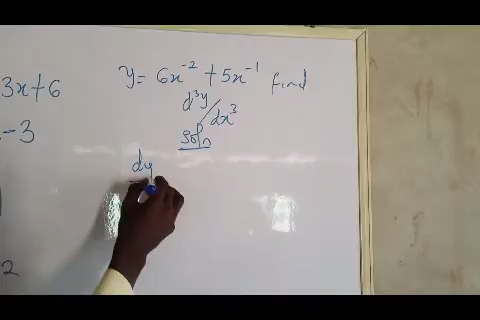 3x+6
y = 6x⁻² + 5x⁻¹ find
-3
d³y/dx³
Soln
dy
2